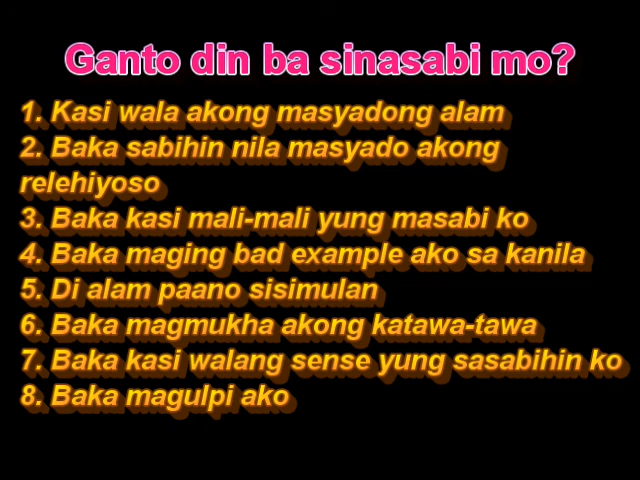 Ganto din ba sinasabi mo?
1. Kasi wala akong masyadong alam
2. Baka sabihin nila masyado akong
relehiyoso
3. Baka kasi mali-mali yung masabi ko
4. Baka maging bad example ako sa kanila
5. Di alam paano sisimulan
6. Baka magmukha akong katawa-tawa
7. Baka kasi walang sense yung sasabihin ko
8. Baka magulpi ako